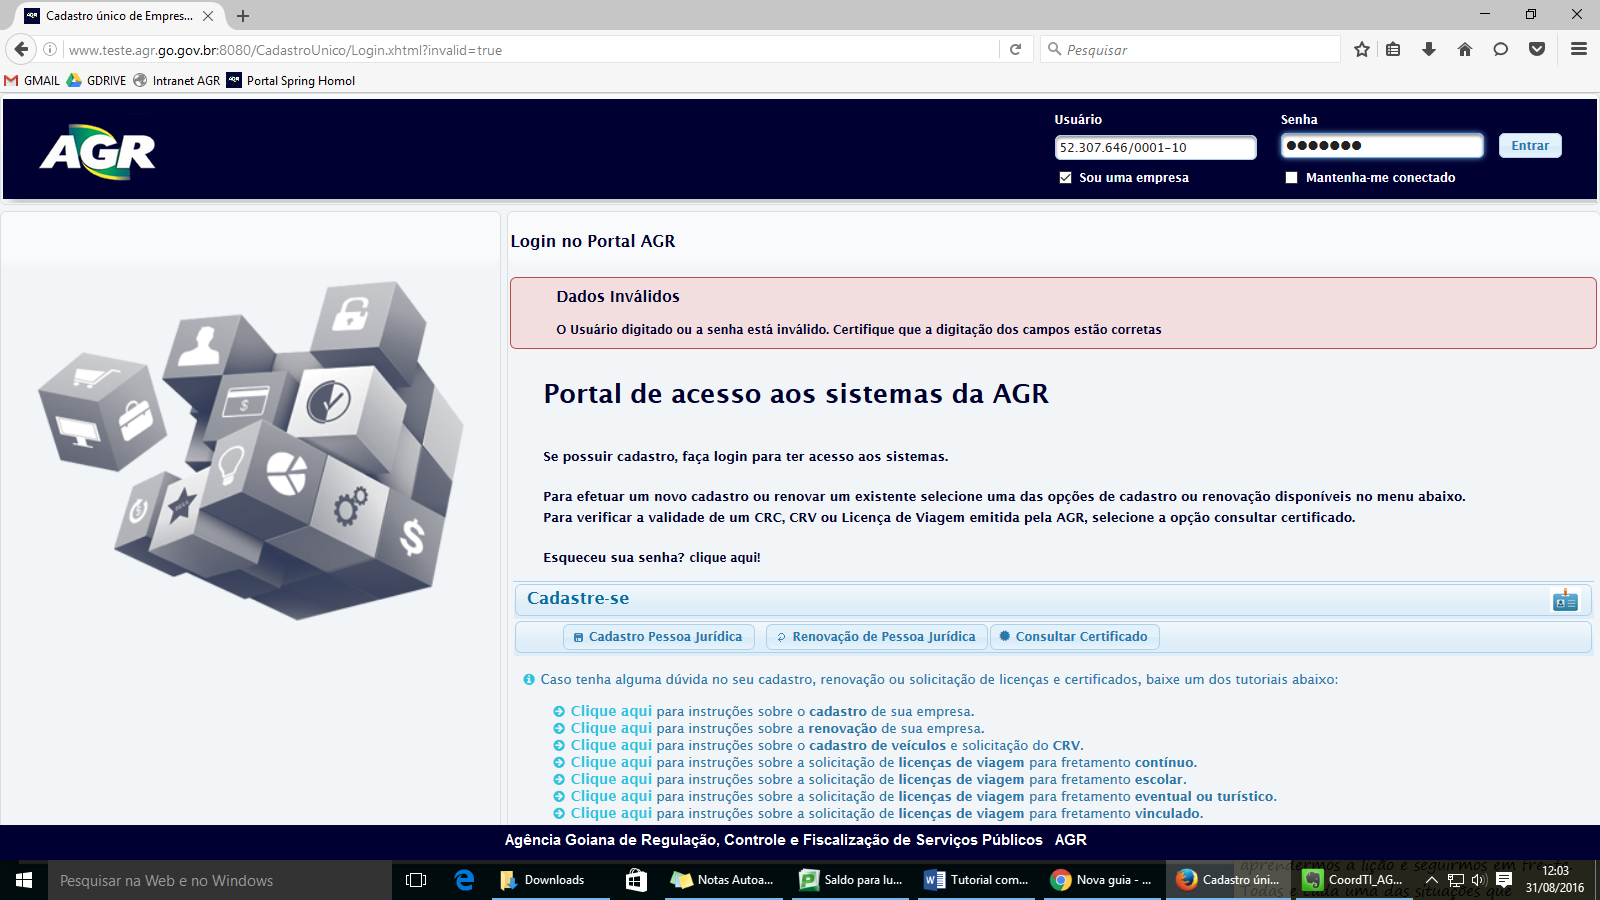 Cadastro único de Empres...
www.teste.agr.go.gov.br:8080/CadastroUnico/Login.xhtml?invalid=true
Pesquisar
GMAIL GDRIVE Intranet AGR Portal Spring Homol
AGR
Usuário Senha
52.307.646/0001-10 Entrar
Sou uma empresa Mantenha-me conectado
Login no Portal AGR
Dados Inválidos
O Usuário digitado ou a senha está inválido. Certifique que a digitação dos campos estão corretas
Portal de acesso aos sistemas da AGR
Se possuir cadastro, faça login para ter acesso aos sistemas.
Para efetuar um novo cadastro ou renovar um existente selecione uma das opções de cadastro ou renovação disponíveis no menu abaixo.
Para verificar a validade de um CRC, CRV ou Licença de Viagem emitida pela AGR, selecione a opção consultar certificado.
Esqueceu sua senha? clique aqui!
Cadastre-se
Cadastro Pessoa Jurídica Renovação de Pessoa Jurídica Consultar Certificado
Caso tenha alguma dúvida no seu cadastro, renovação ou solicitação de licenças e certificados, baixe um dos tutoriais abaixo:
Clique aqui para instruções sobre o cadastro de sua empresa.
Clique aqui para instruções sobre a renovação de sua empresa.
Clique aqui para instruções sobre o cadastro de veículos e solicitação do CRV.
Clique aqui para instruções sobre a solicitação de licenças de viagem para fretamento contínuo.
Clique aqui para instruções sobre a solicitação de licenças de viagem para fretamento escolar.
Clique aqui para instruções sobre a solicitação de licenças de viagem para fretamento eventual ou turístico.
Clique aqui para instruções sobre a solicitação de licenças de viagem para fretamento vinculado.
Agência Goiana de Regulação, Controle e Fiscalização de Serviços Públicos AGR
aprendermos a lição e seguirmos em frente
Pesquisar na Web e no Windows Downloads Notas Autoa... Saldo para lu... Tutorial com... Nova guia - ... Cadastro úni... CoordTI_AG... 12:03
Todas e cada uma das situações que 31/08/2016